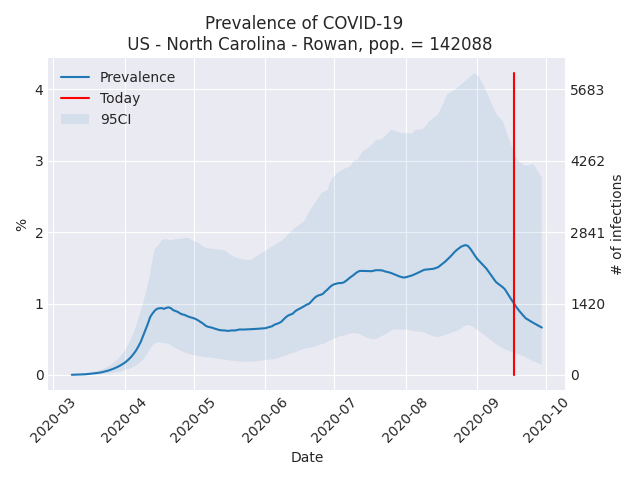 Prevalence of COVID-19
US - North Carolina - Rowan, pop. = 142088
Prevalence
Today
95CI
4
3
2
1
0
%
5683
4262
2841
1420
0
# of infections
2020-03
2020-04
2020-05
2020-06
2020-07
2020-08
2020-09
2020-10
Date